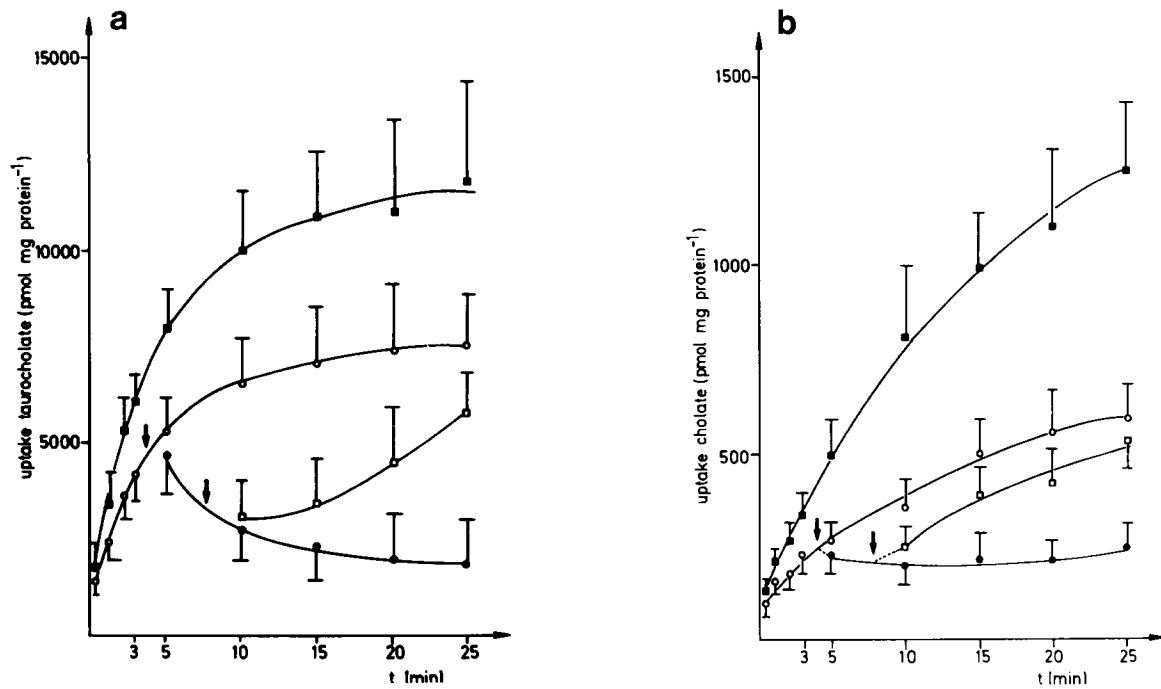 a
15000
10000
5000
uptake taurocholate (pmol mg protein⁻¹)
3 5 10 15 20 25
t [min]
b
1500
1000
500
uptake cholate (pmol mg protein⁻¹)
3 5 10 15 20 25
t [min]